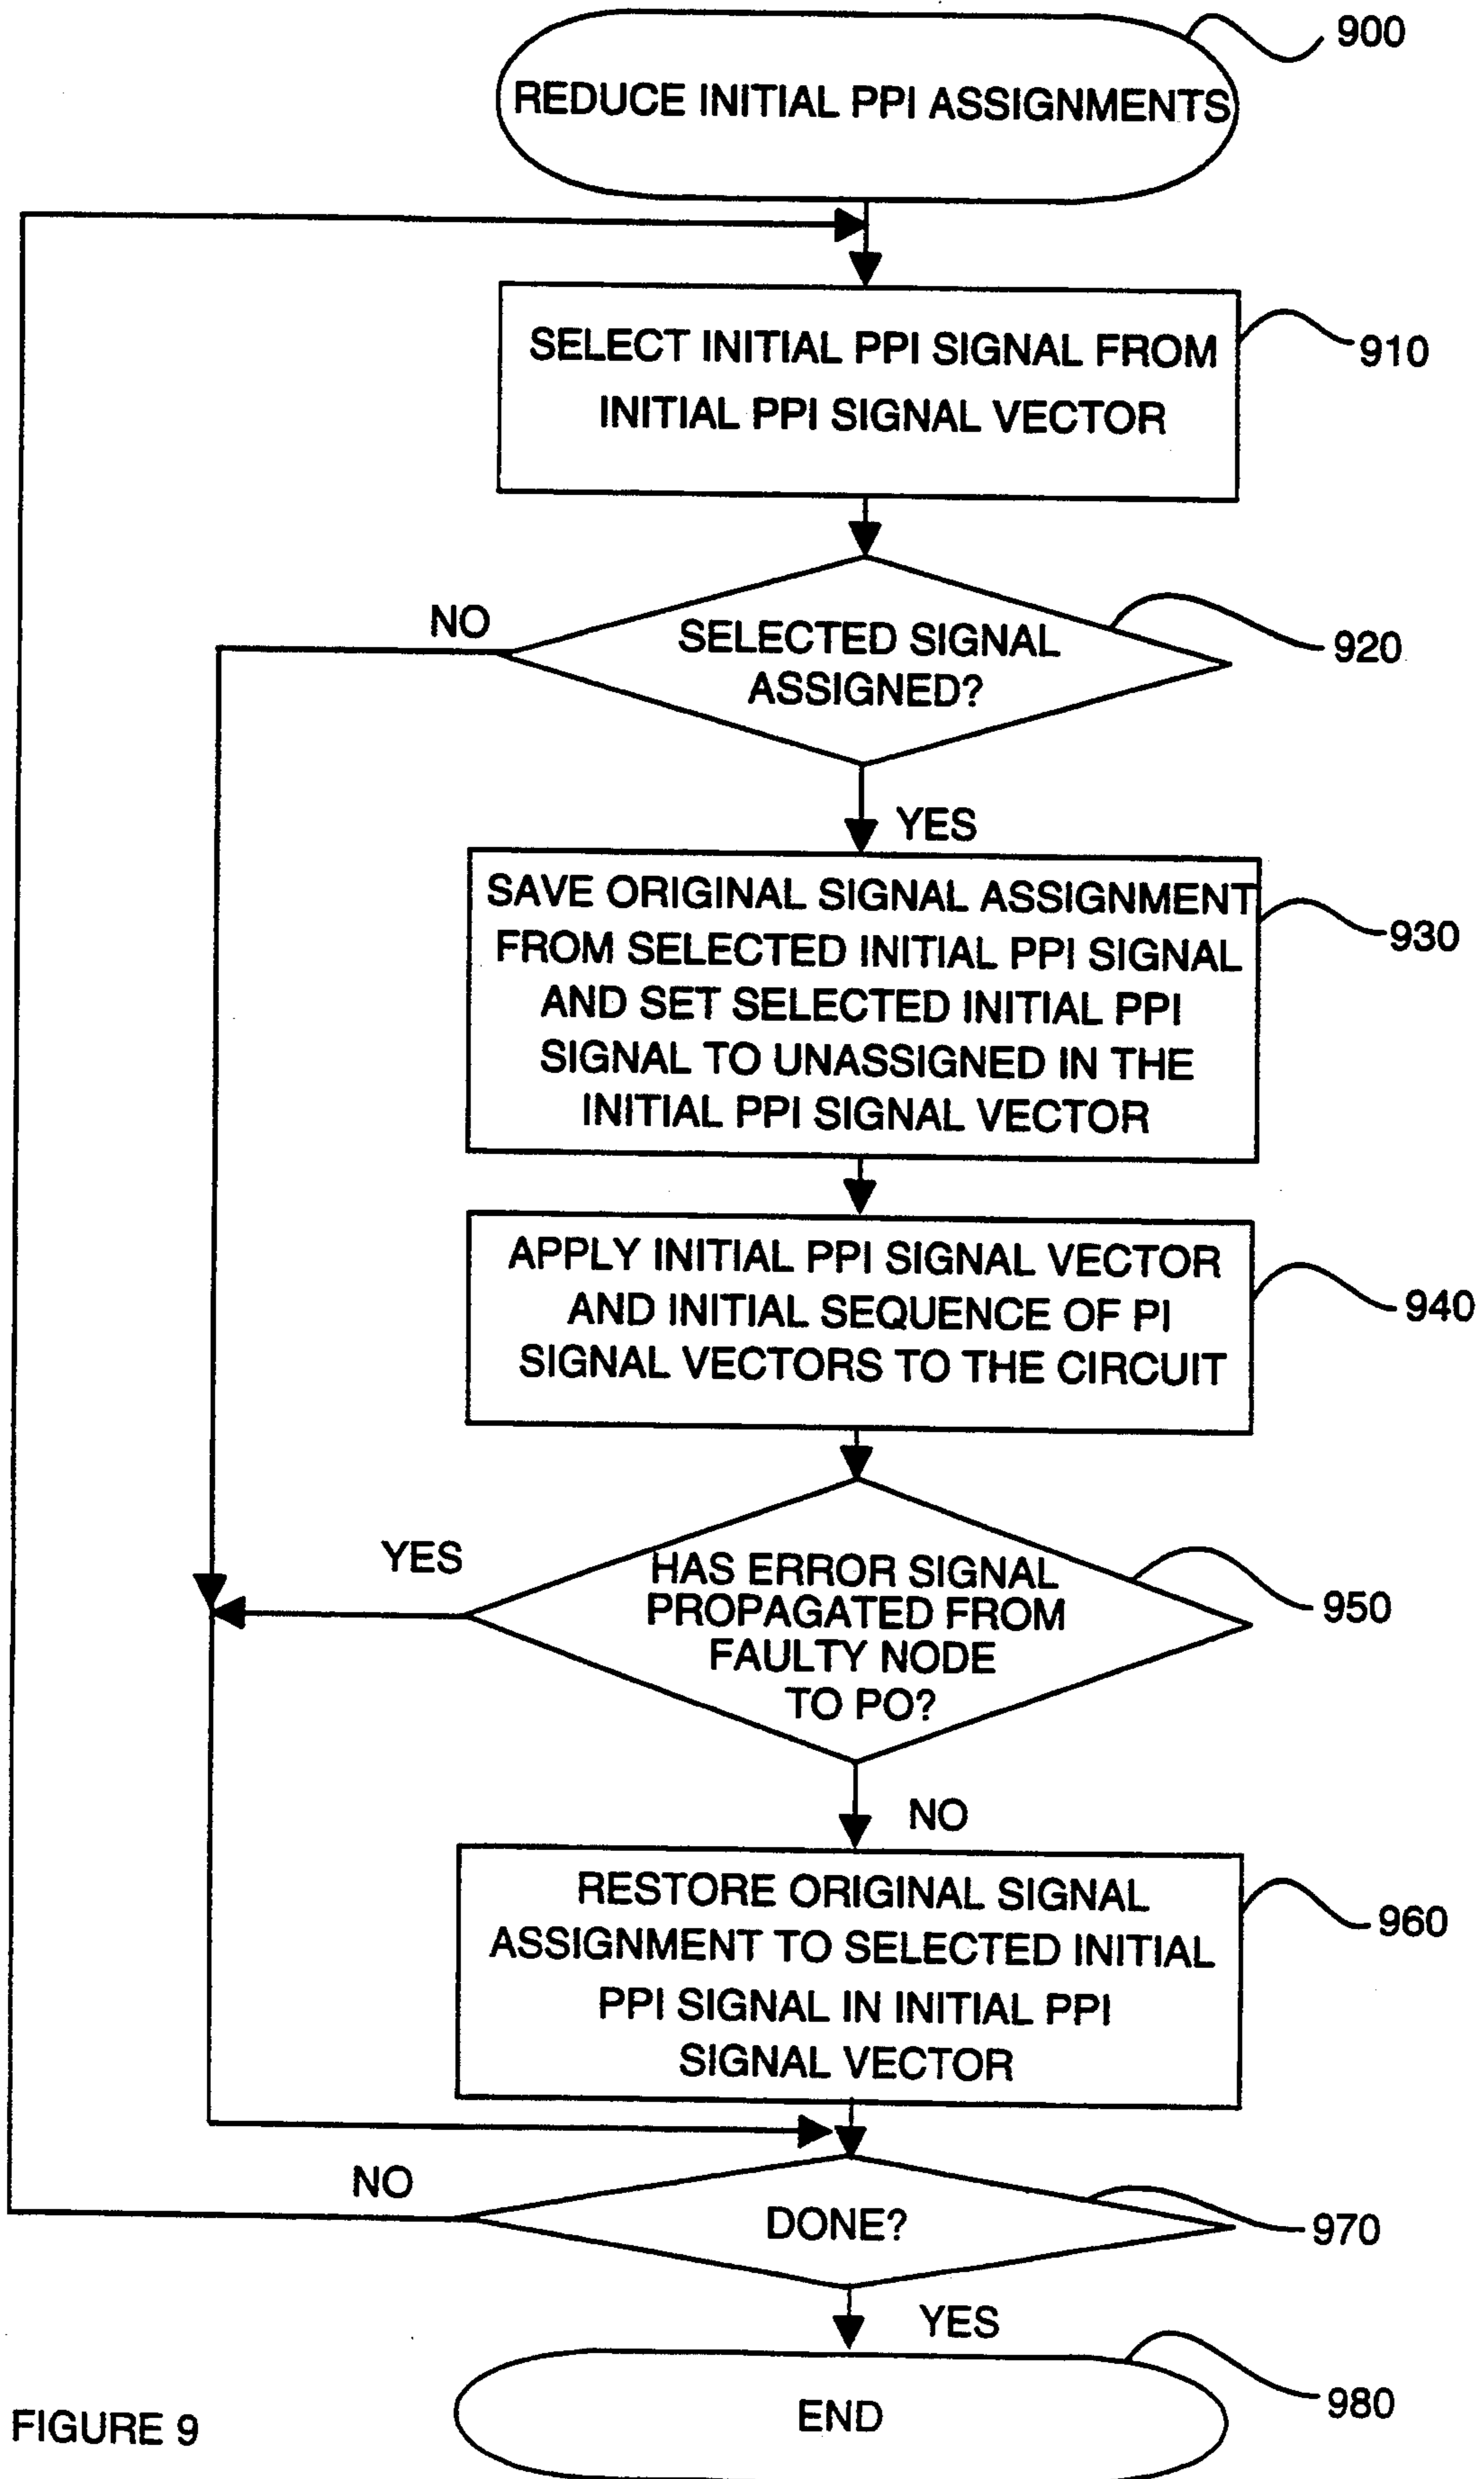 900
REDUCE INITIAL PPI ASSIGNMENTS
SELECT INITIAL PPI SIGNAL FROM
INITIAL PPI SIGNAL VECTOR
910
NO
SELECTED SIGNAL
ASSIGNED?
920
YES
SAVE ORIGINAL SIGNAL ASSIGNMENT
FROM SELECTED INITIAL PPI SIGNAL
AND SET SELECTED INITIAL PPI
SIGNAL TO UNASSIGNED IN THE
INITIAL PPI SIGNAL VECTOR
930
APPLY INITIAL PPI SIGNAL VECTOR
AND INITIAL SEQUENCE OF PI
SIGNAL VECTORS TO THE CIRCUIT
940
YES
HAS ERROR SIGNAL
PROPAGATED FROM
FAULTY NODE
TO PO?
950
NO
RESTORE ORIGINAL SIGNAL
ASSIGNMENT TO SELECTED INITIAL
PPI SIGNAL IN INITIAL PPI
SIGNAL VECTOR
960
NO
DONE?
970
YES
END
980
FIGURE 9